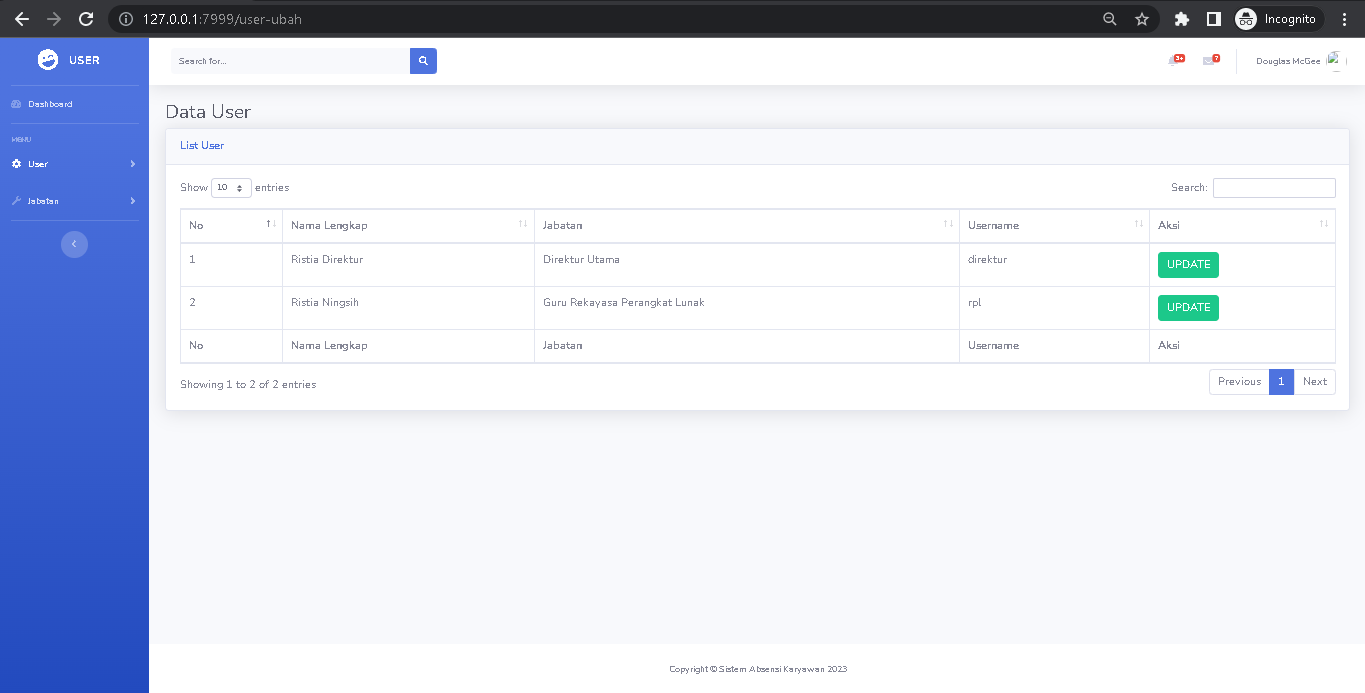 127.0.0.1:7999/user-ubah
Incognito
USER
Search for...
3+
7
Douglas McGee
Dashboard
MENU
User
Jabatan
Data User
List User
Show 10 entries
Search:
No Nama Lengkap Jabatan Username Aksi
1 Ristia Direktur Direktur Utama direktur UPDATE
2 Ristia Ningsih Guru Rekayasa Perangkat Lunak rpl UPDATE
No Nama Lengkap Jabatan Username Aksi
Showing 1 to 2 of 2 entries
Previous 1 Next
Copyright © Sistem Absensi Karyawan 2023